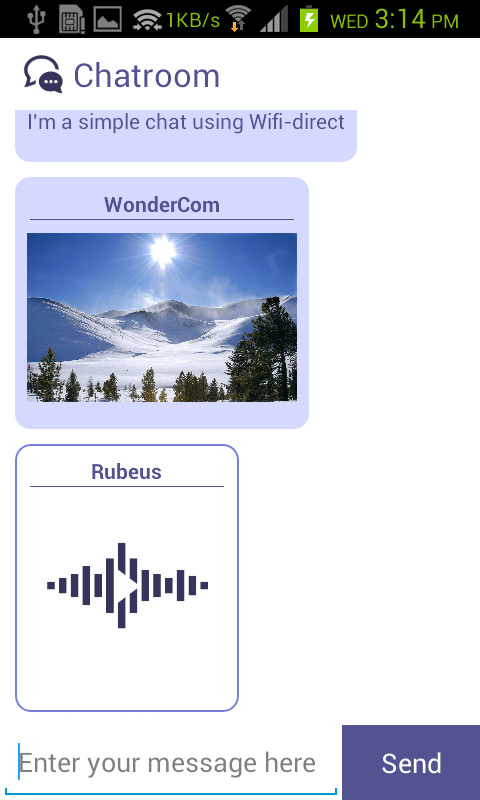 1KB/s WED 3:14 PM
Chatroom
I'm a simple chat using Wifi-direct
WonderCom
Rubeus
Enter your message here
Send